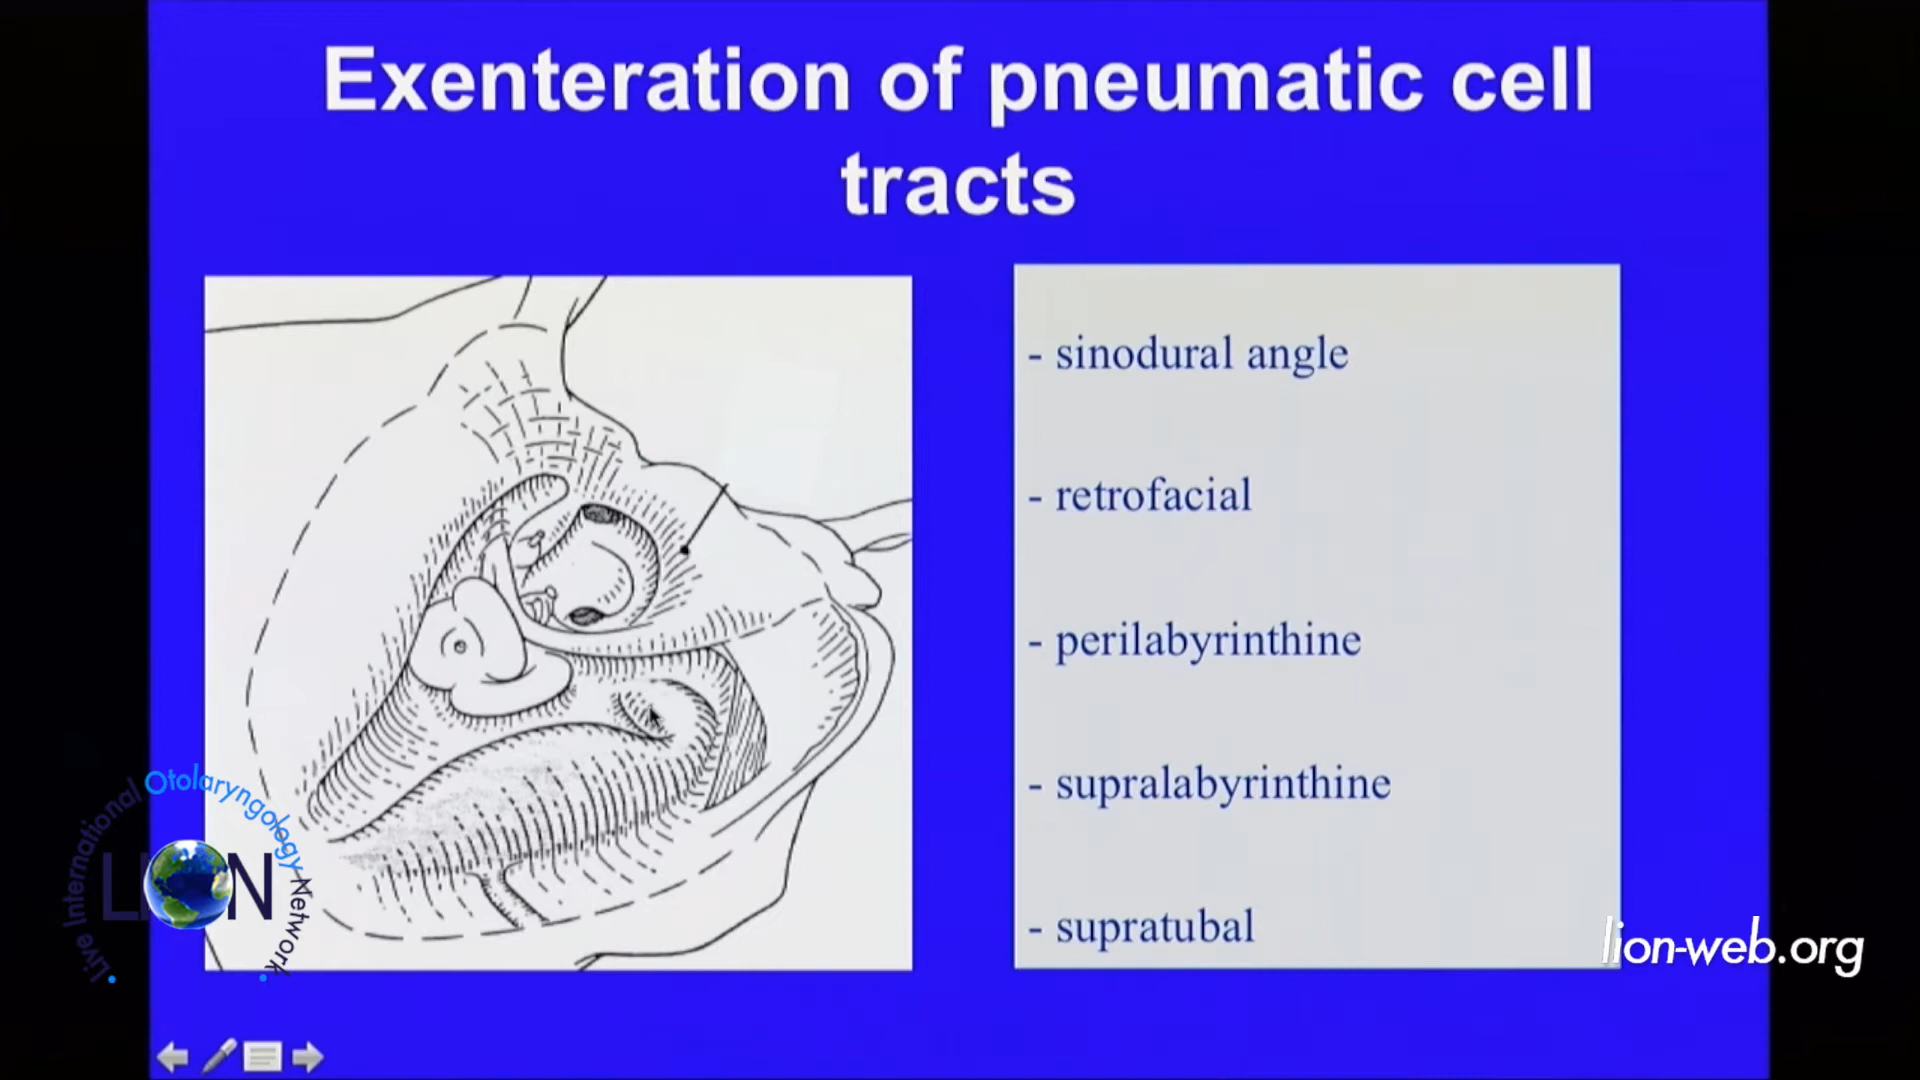 Exenteration of pneumatic cell
tracts
- sinodural angle
- retrofacial
- perilabyrinthine
- supralabyrinthine
- supratubal
Live International Otolaryngology Network
LION
lion-web.org